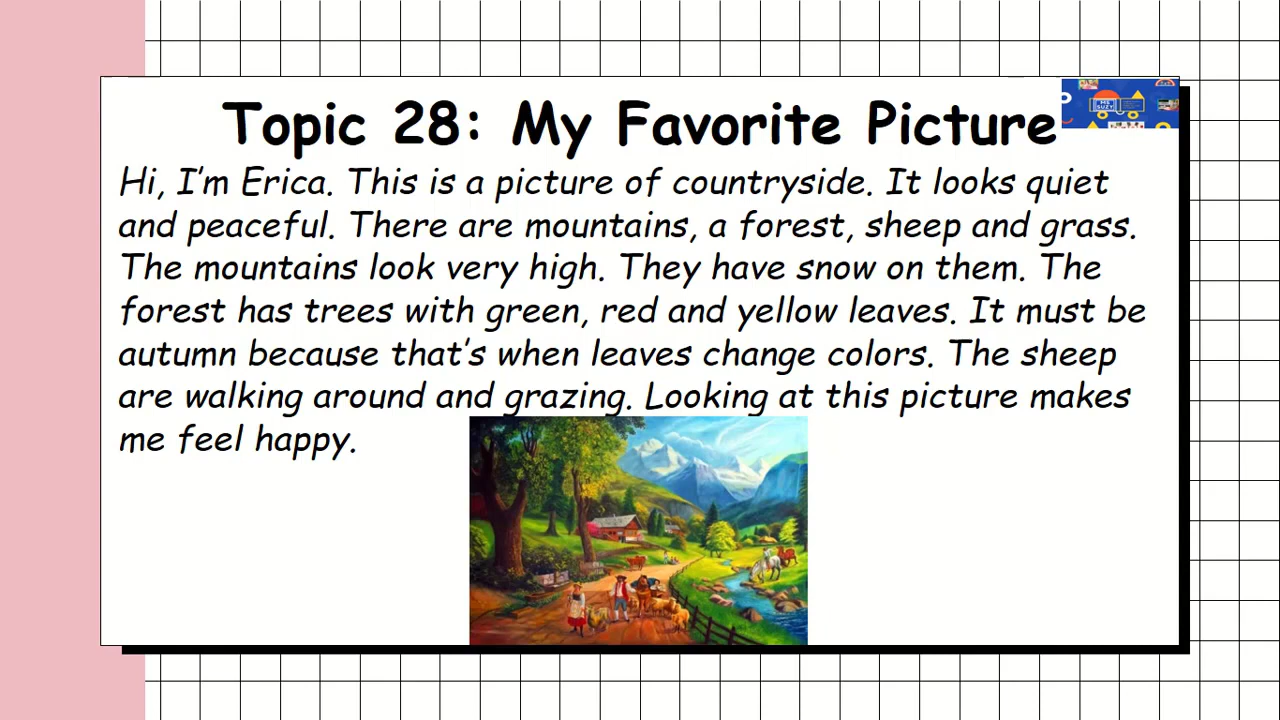 Topic 28: My Favorite Picture
MS
SUZY
Hi, I'm Erica. This is a picture of countryside. It looks quiet
and peaceful. There are mountains, a forest, sheep and grass.
The mountains look very high. They have snow on them. The
forest has trees with green, red and yellow leaves. It must be
autumn because that's when leaves change colors. The sheep
are walking around and grazing. Looking at this picture makes
me feel happy.